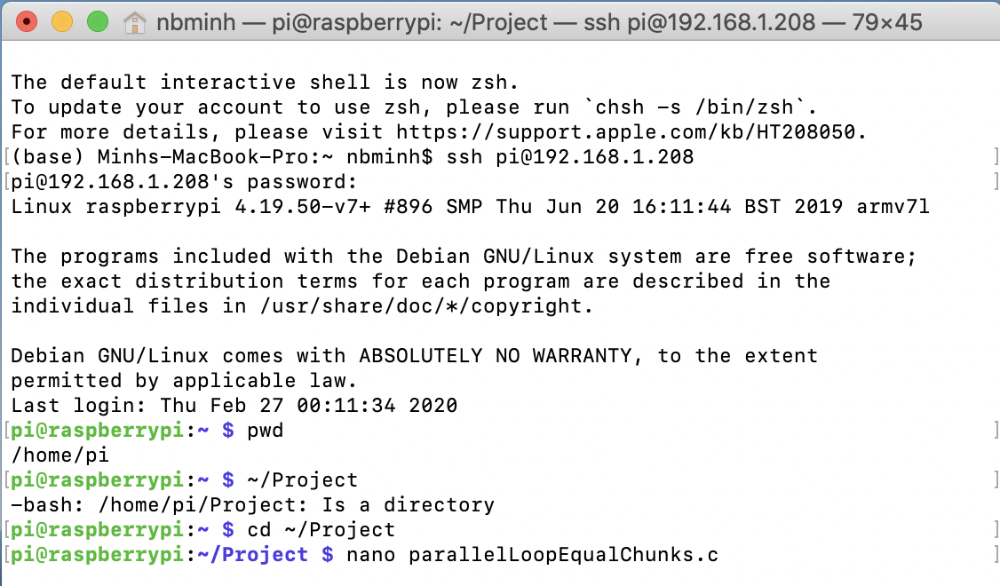 nbminh — pi@raspberrypi: ~/Project — ssh pi@192.168.1.208 — 79×45
The default interactive shell is now zsh.
To update your account to use zsh, please run `chsh -s /bin/zsh`.
For more details, please visit https://support.apple.com/kb/HT208050.
[(base) Minhs-MacBook-Pro:~ nbminh$ ssh pi@192.168.1.208 ]
[pi@192.168.1.208's password: ]
Linux raspberrypi 4.19.50-v7+ #896 SMP Thu Jun 20 16:11:44 BST 2019 armv7l
The programs included with the Debian GNU/Linux system are free software;
the exact distribution terms for each program are described in the
individual files in /usr/share/doc/*/copyright.
Debian GNU/Linux comes with ABSOLUTELY NO WARRANTY, to the extent
permitted by applicable law.
Last login: Thu Feb 27 00:11:34 2020
[pi@raspberrypi:~ $ pwd ]
/home/pi
[pi@raspberrypi:~ $ ~/Project ]
-bash: /home/pi/Project: Is a directory
[pi@raspberrypi:~ $ cd ~/Project ]
[pi@raspberrypi:~/Project $ nano parallelLoopEqualChunks.c ]